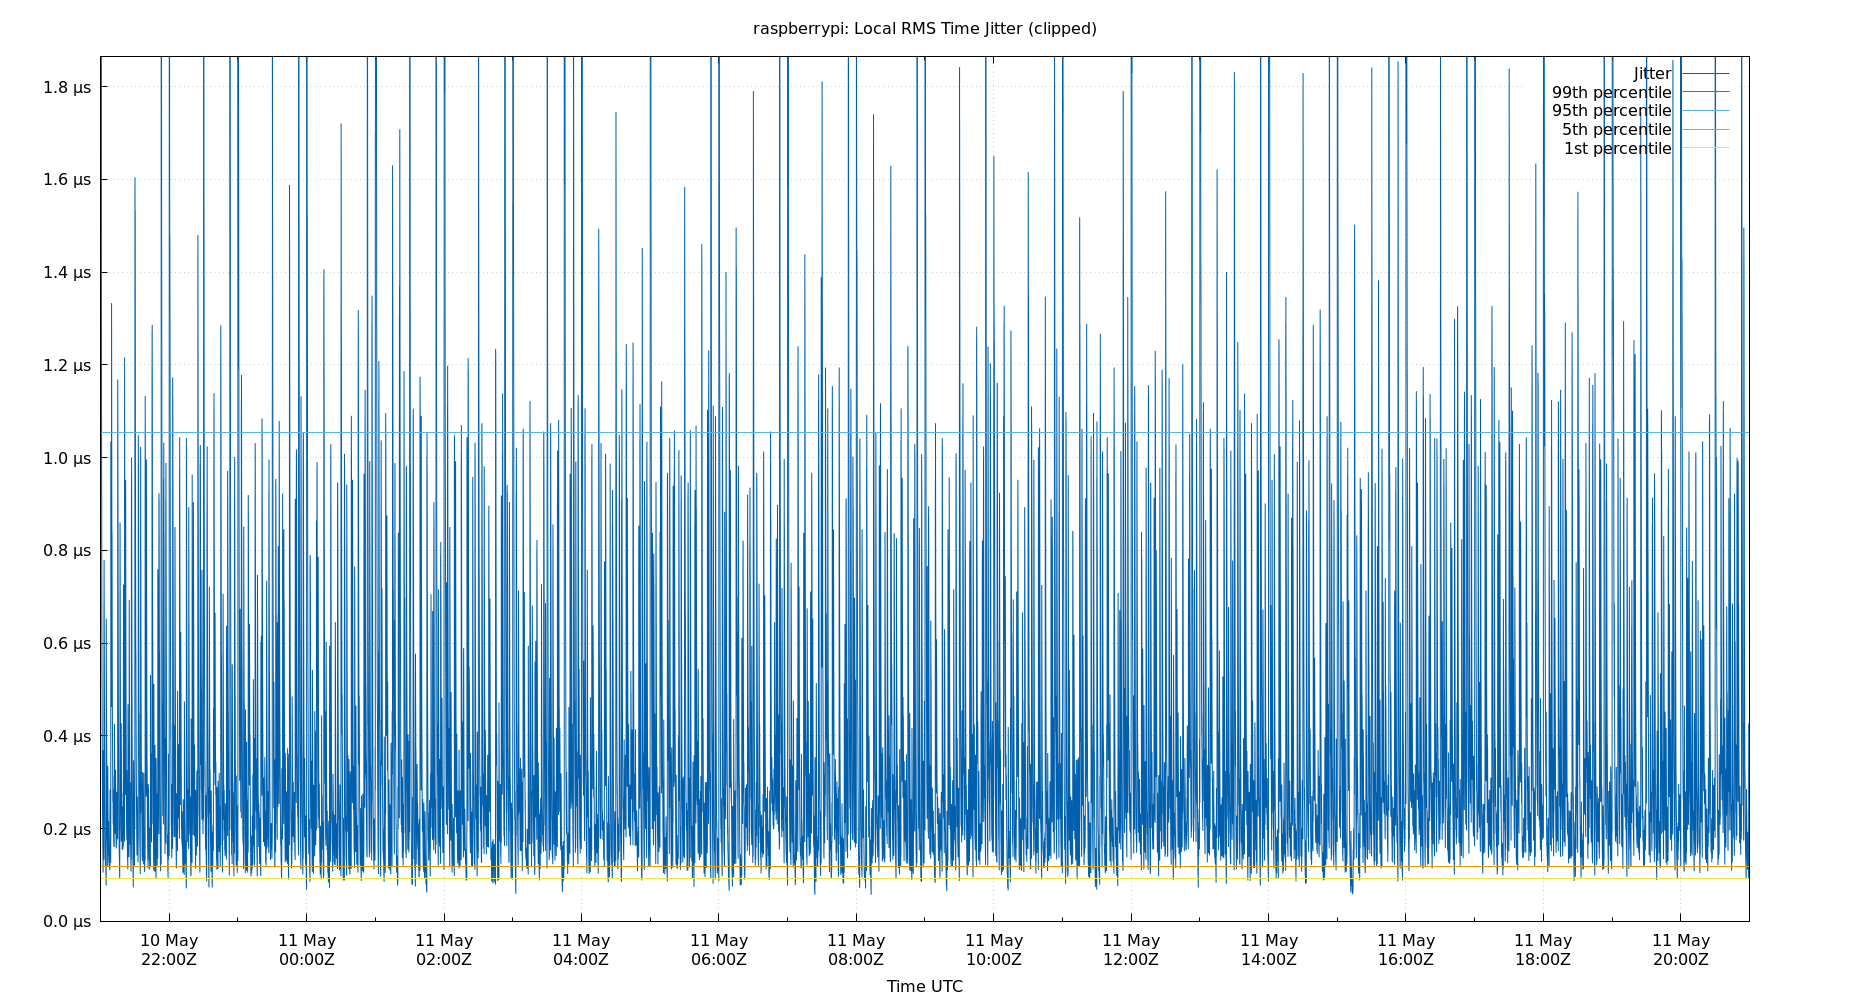 raspberrypi: Local RMS Time Jitter (clipped)
Jitter
99th percentile
95th percentile
5th percentile
1st percentile
1.8 µs
1.6 µs
1.4 µs
1.2 µs
1.0 µs
0.8 µs
0.6 µs
0.4 µs
0.2 µs
0.0 µs
10 May 11 May 11 May 11 May 11 May 11 May 11 May 11 May 11 May 11 May 11 May 11 May
22:00Z 00:00Z 02:00Z 04:00Z 06:00Z 08:00Z 10:00Z 12:00Z 14:00Z 16:00Z 18:00Z 20:00Z
Time UTC